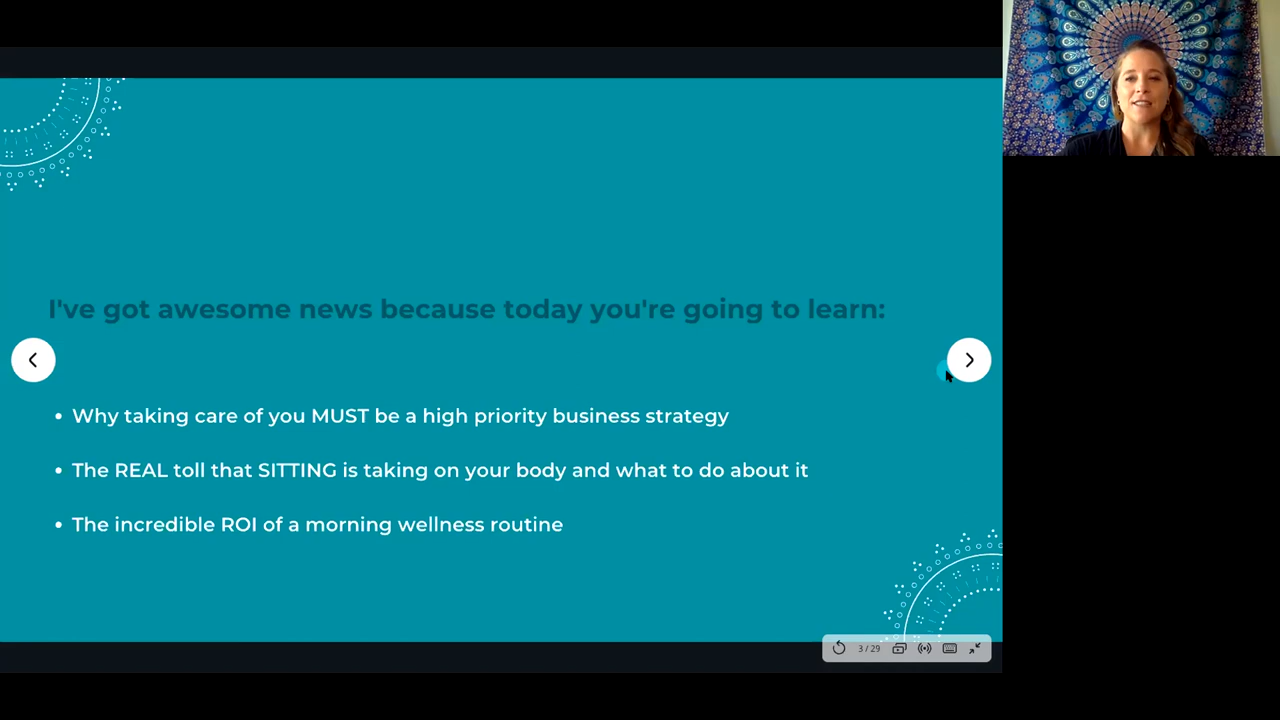 I've got awesome news because today you're going to learn:
• Why taking care of you MUST be a high priority business strategy
• The REAL toll that SITTING is taking on your body and what to do about it
• The incredible ROI of a morning wellness routine
3 / 29